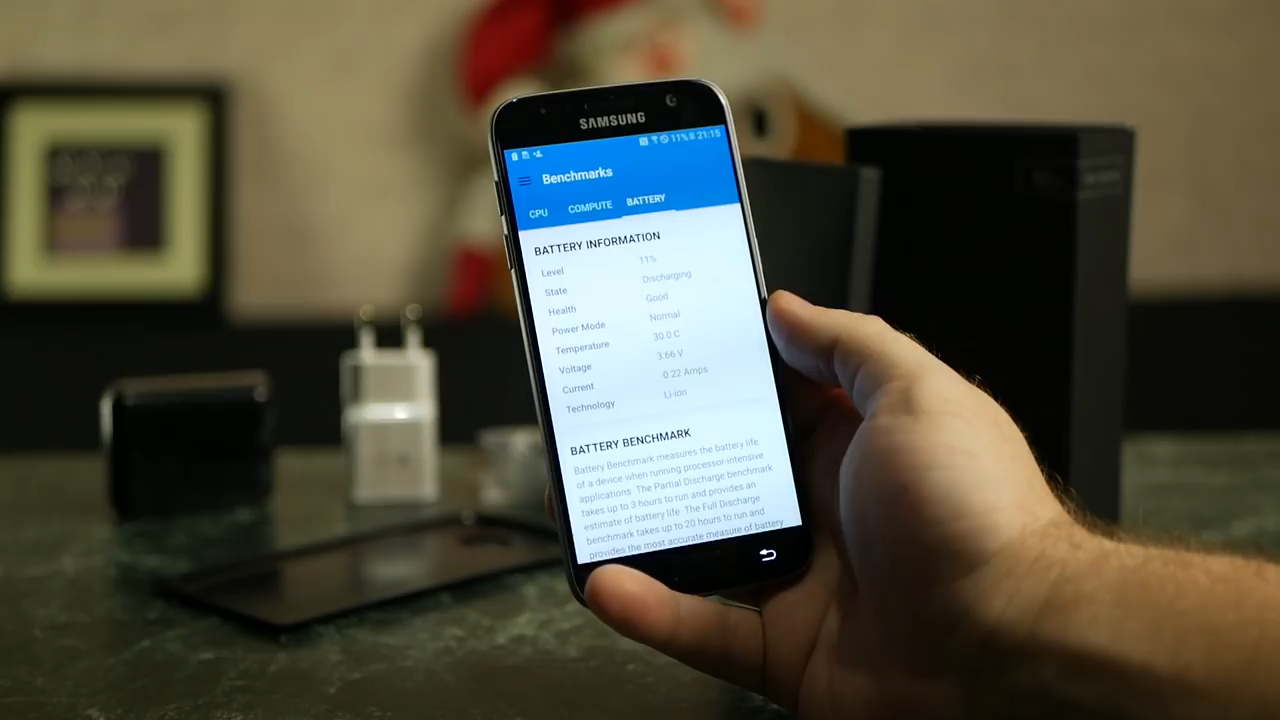 SAMSUNG
11% 21:15
Benchmarks
CPU COMPUTE BATTERY
BATTERY INFORMATION
Level 11%
State Discharging
Health Good
Power Mode Normal
Temperature 30.0 C
Voltage 3.66 V
Current -0.22 Amps
Technology Li-ion
BATTERY BENCHMARK
Battery Benchmark measures the battery life
of a device when running processor-intensive
applications. The Partial Discharge benchmark
takes up to 3 hours to run and provides an
estimate of battery life. The Full Discharge
benchmark takes up to 20 hours to run and
provides the most accurate measure of battery